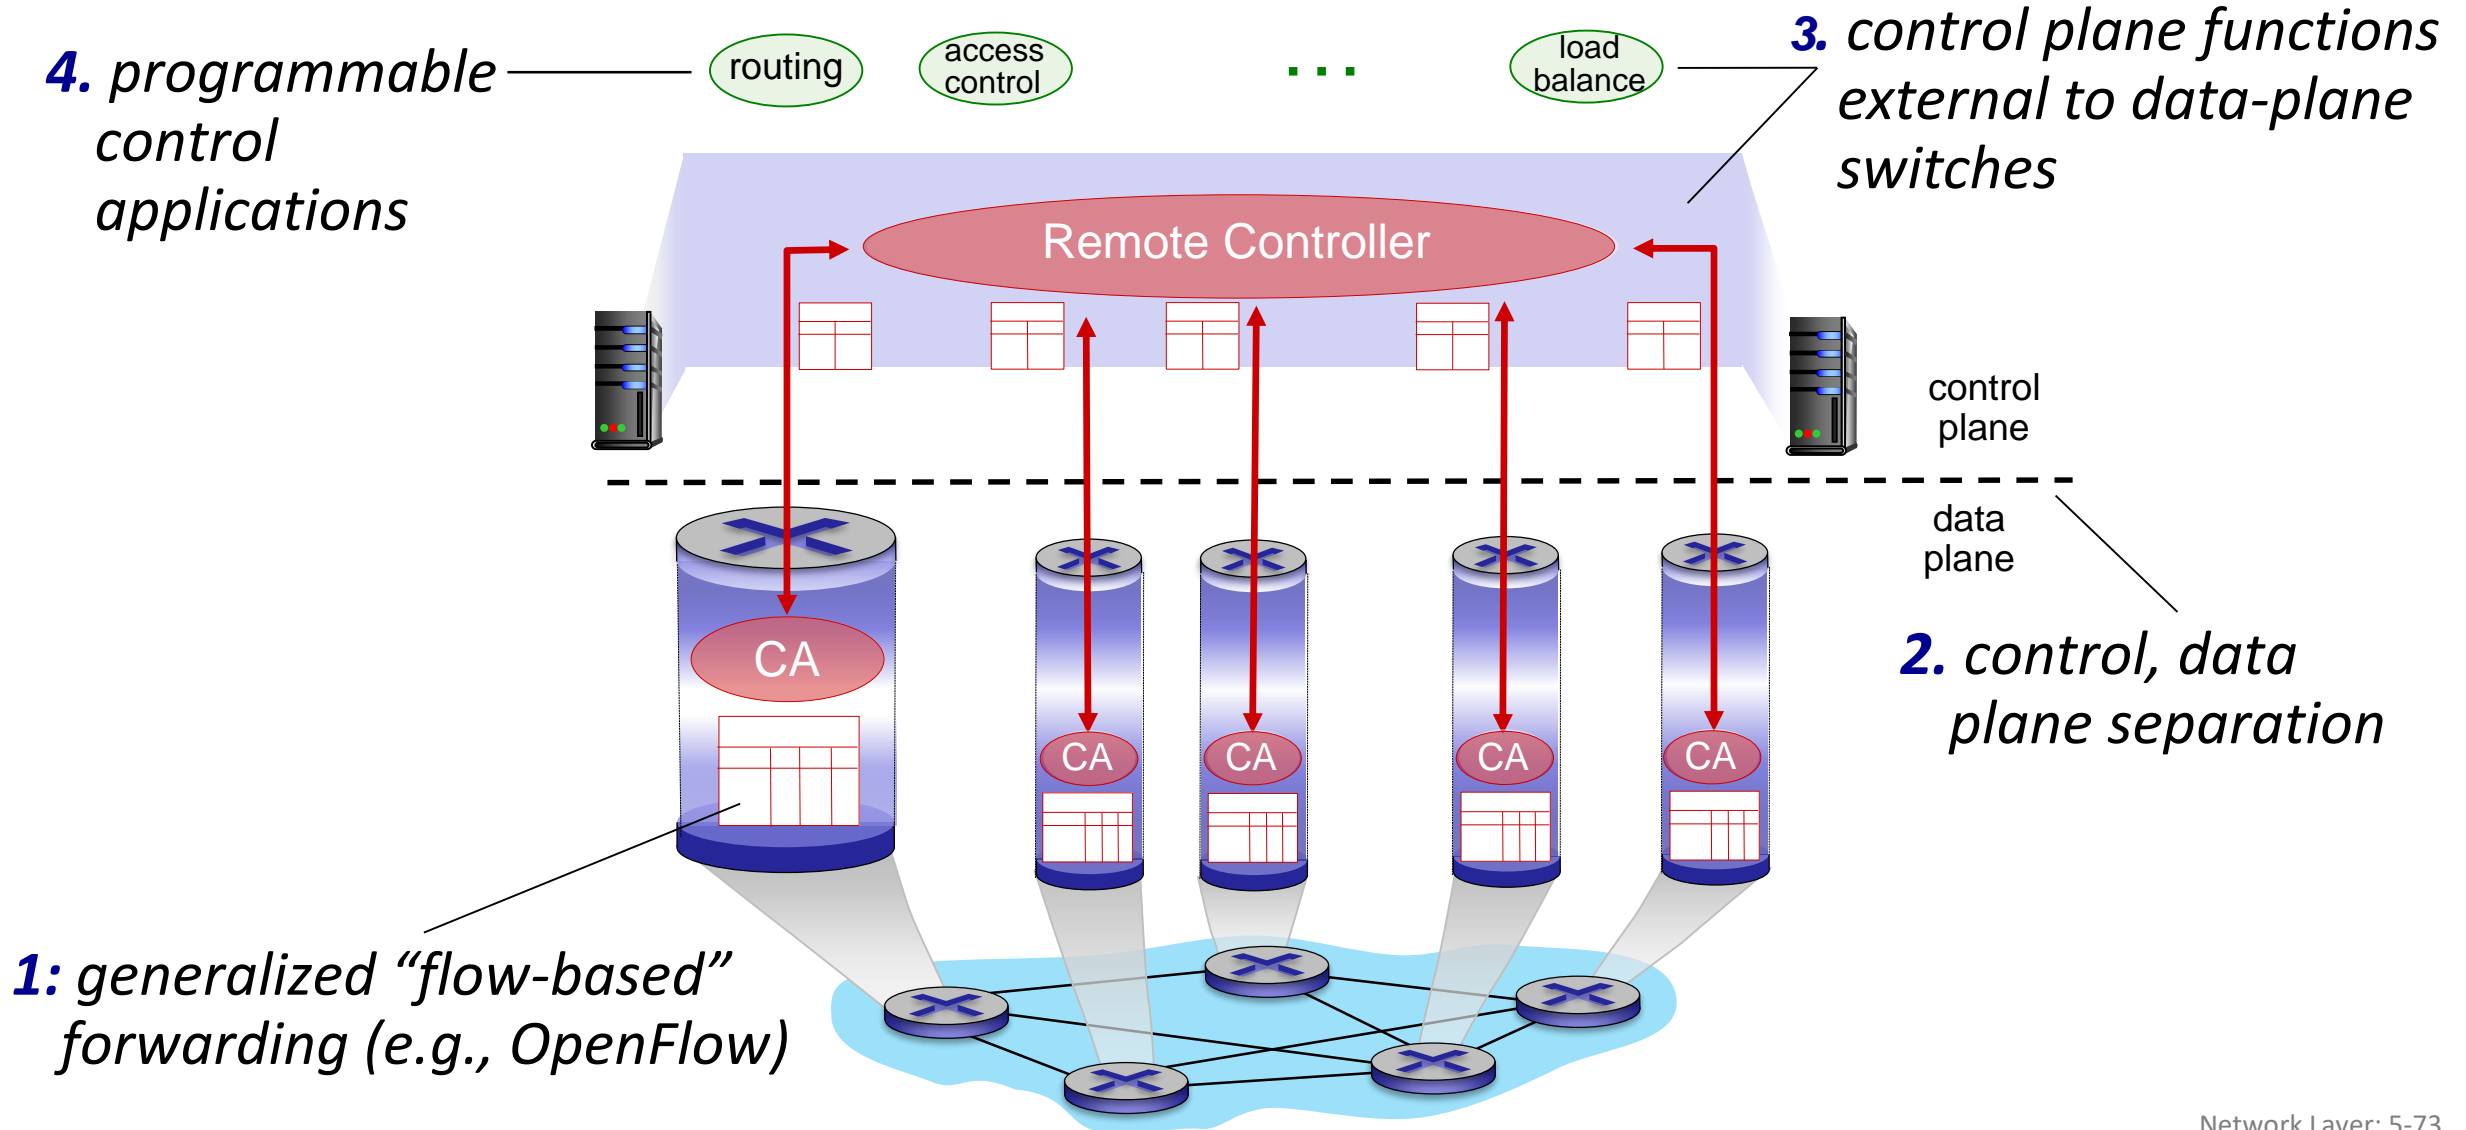 4. programmable
control
applications
routing
access
control
...
load
balance
3. control plane functions
external to data-plane
switches
Remote Controller
control
plane
data
plane
CA
CA
CA
CA
CA
2. control, data
plane separation
1: generalized “flow-based”
forwarding (e.g., OpenFlow)
Network Layer: 5-73